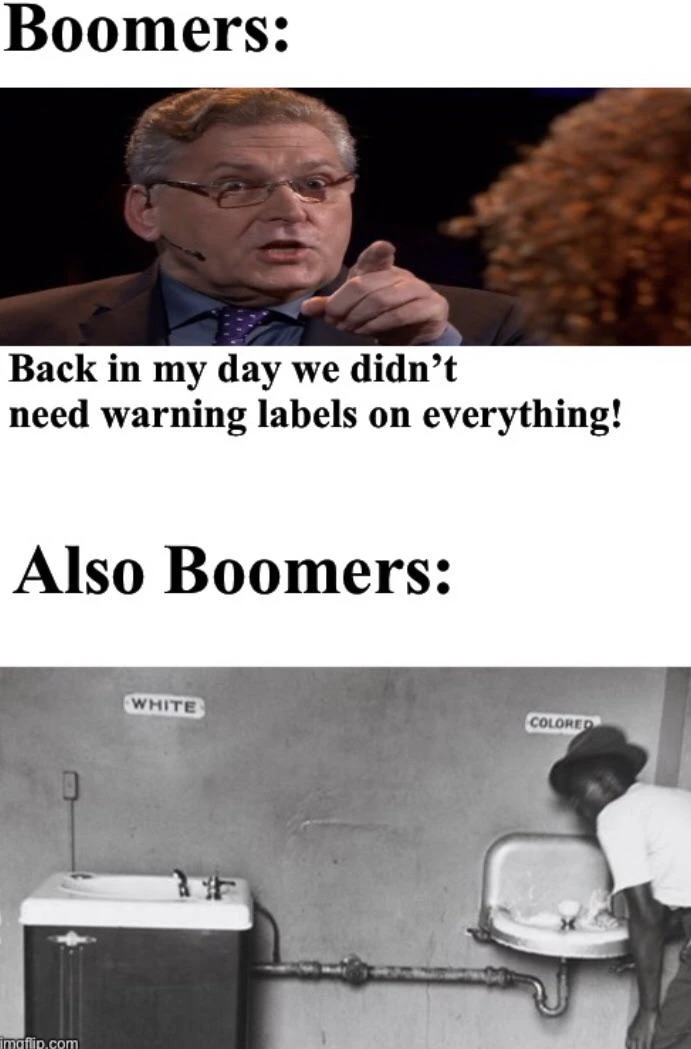 Boomers:
Back in my day we didn’t
need warning labels on everything!
Also Boomers:
WHITE
COLORED
imgflip.com